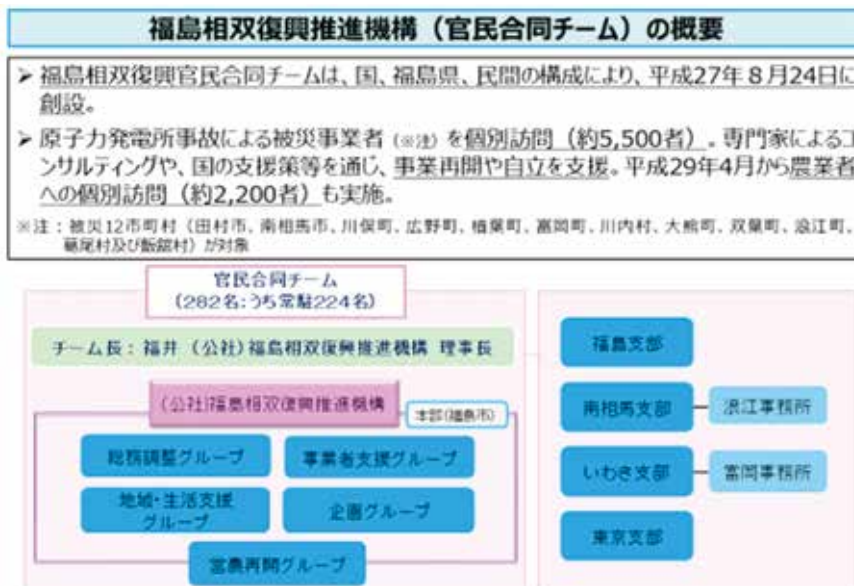 福島相双復興推進機構（官民合同チーム）の概要
➢ 福島相双復興官民合同チームは、国、福島県、民間の構成により、平成27年８月24日に
創設。
➢ 原子力発電所事故による被災事業者（※注）を個別訪問（約5,500者）。専門家によるコ
ンサルティングや、国の支援策等を通じ、事業再開や自立を支援。平成29年4月から農業者
への個別訪問（約2,200者）も実施。
※注：被災12市町村（田村市、南相馬市、川俣町、広野町、楢葉町、富岡町、川内村、大熊町、双葉町、浪江町、
葛尾村及び飯舘村）が対象
官民合同チーム
（282名：うち常駐224名）
チーム長：福井 （公社）福島相双復興推進機構 理事長
（公社）福島相双復興推進機構
本部（福島市）
総務調整グループ
事業者支援グループ
地域・生活支援
グループ
企画グループ
営農再開グループ
福島支部
南相馬支部
浪江事務所
いわき支部
富岡事務所
東京支部